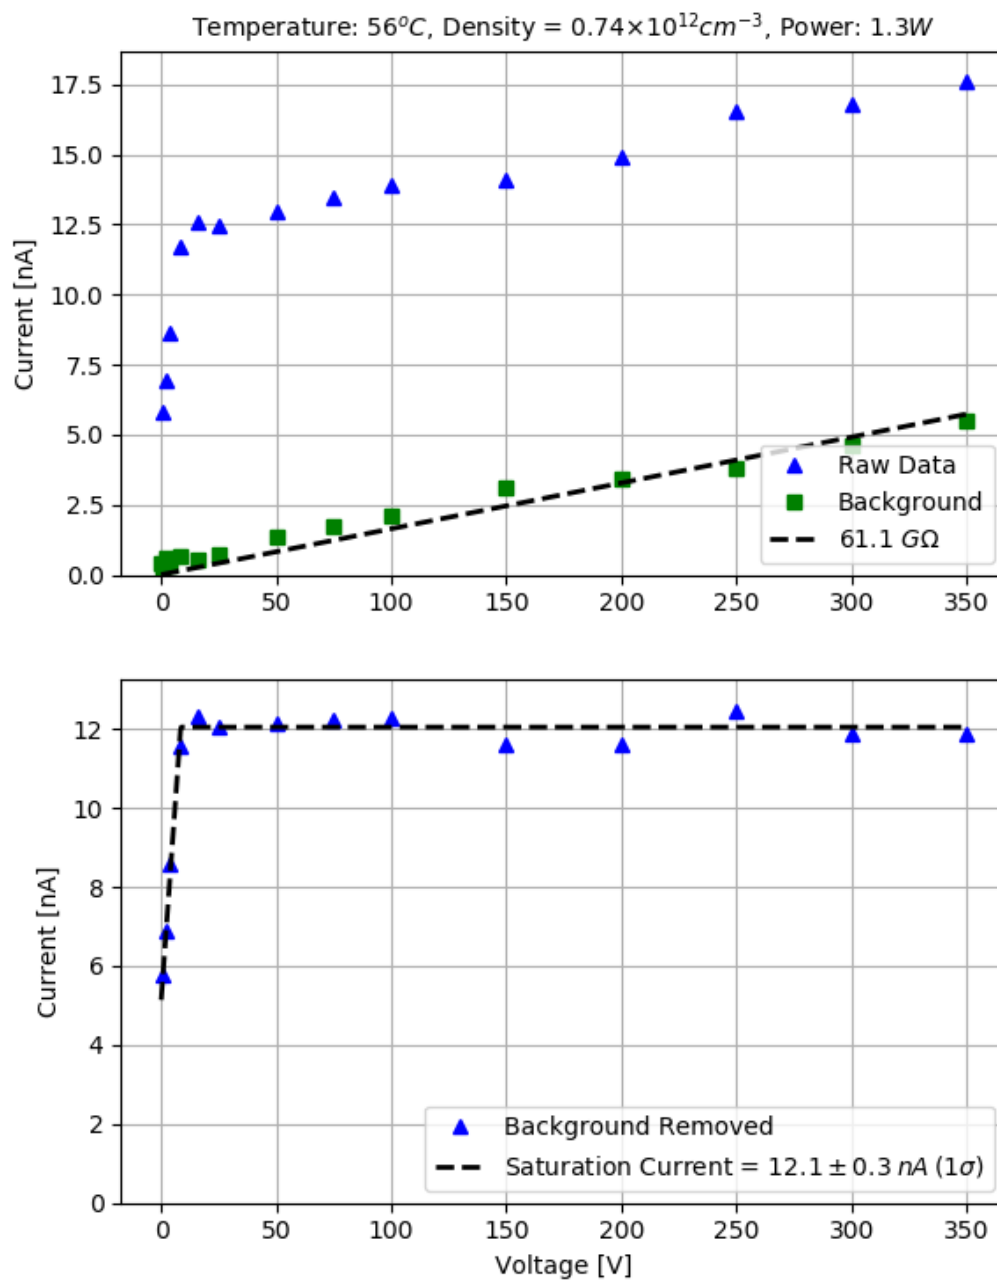 Temperature: 56°C, Density = 0.74×10¹²cm⁻³, Power: 1.3W
17.5
15.0
12.5
10.0
7.5
5.0
2.5
0.0
Current [nA]
Raw Data
Background
61.1 GΩ
0 50 100 150 200 250 300 350
12
10
8
6
4
2
0
Current [nA]
Background Removed
Saturation Current = 12.1 ± 0.3 nA (1σ)
0 50 100 150 200 250 300 350
Voltage [V]